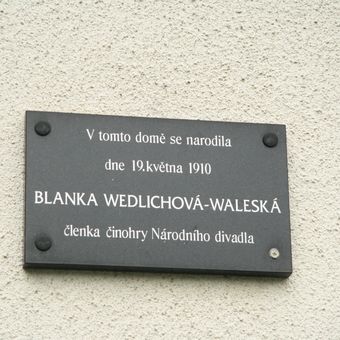 V tomto domě se narodila
dne 19.května 1910
BLANKA WEDLICHOVÁ-WALESKÁ
členka činohry Národního divadla